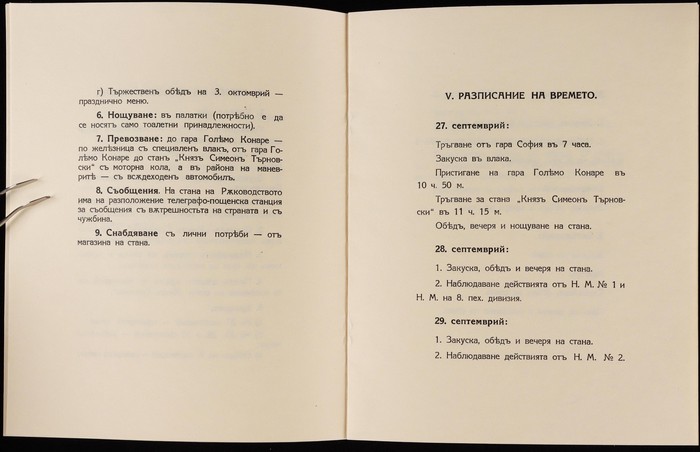 г) Тържественъ обѣдъ на 3. октомврий —
празднично меню.
6. Нощуване: въ палатки (потрѣбно е да
се носятъ само тоалетни принадлежности).
7. Превозване: до гара Голѣмо Конаре —
по желѣзница съ специаленъ влакъ, отъ гара Го-
лѣмо Конаре до станъ „Князъ Симеонъ Търнов-
ски“ съ моторна кола, а въ района на манев-
ритѣ — съ всѫдеходенъ автомобилъ.
8. Съобщения. На стана на Рѫководството
има на разположение телеграфо-пощенска станция
за съобщения съ вѫтрешностьта на страната и съ
чужбина.
9. Снабдяване съ лични потрѣби — отъ
магазина на стана.
V. РАЗПИСАНИЕ НА ВРЕМЕТО.
27. септемврий:
Тръгване отъ гара София въ 7 часа.
Закуска въ влака.
Пристигане на гара Голѣмо Конаре въ
10 ч. 50 м.
Тръгване за стана „Князъ Симеонъ Търнов-
ски“ въ 11 ч. 15 м.
Обѣдъ, вечеря и нощуване на стана.
28. септемврий:
1. Закуска, обѣдъ и вечеря на стана.
2. Наблюдаване действията отъ Н. М. № 1 и
Н. М. на 8. пех. дивизия.
29. септемврий:
1. Закуска, обѣдъ и вечеря на стана.
2. Наблюдаване действията отъ Н. М. № 2.